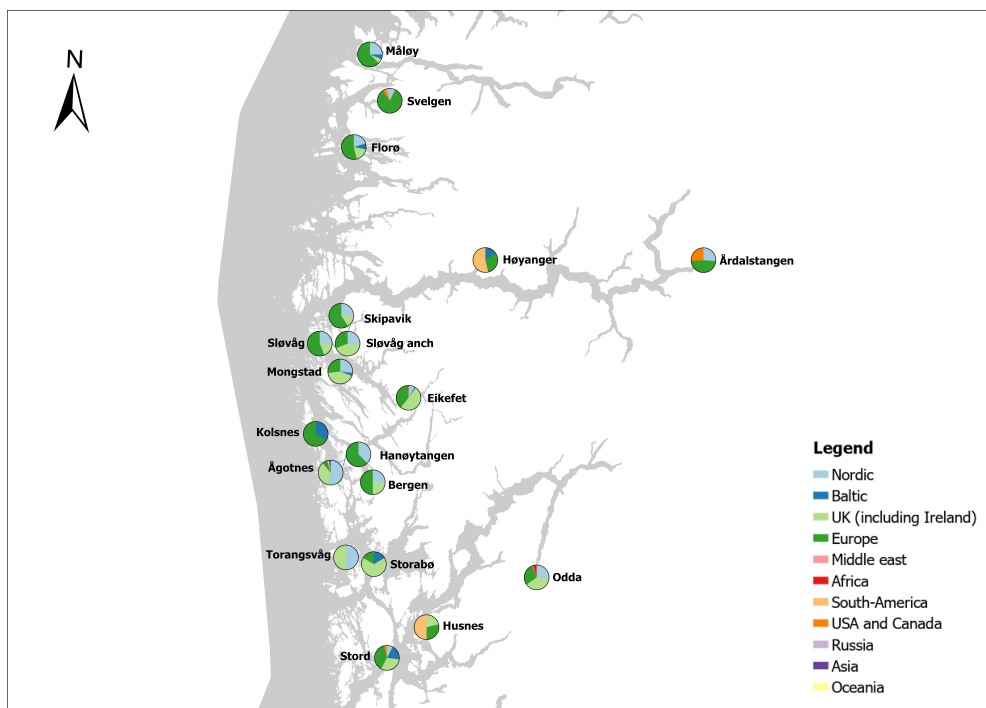 N
Måløy
Svelgen
Florø
Høyanger
Årdalstangen
Skipavik
Sløvåg
Sløvåg anch
Mongstad
Eikefet
Kolsnes
Hanøytangen
Ågotnes
Bergen
Torangsvåg
Storabø
Odda
Husnes
Stord
Legend
Nordic
Baltic
UK (including Ireland)
Europe
Middle east
Africa
South-America
USA and Canada
Russia
Asia
Oceania